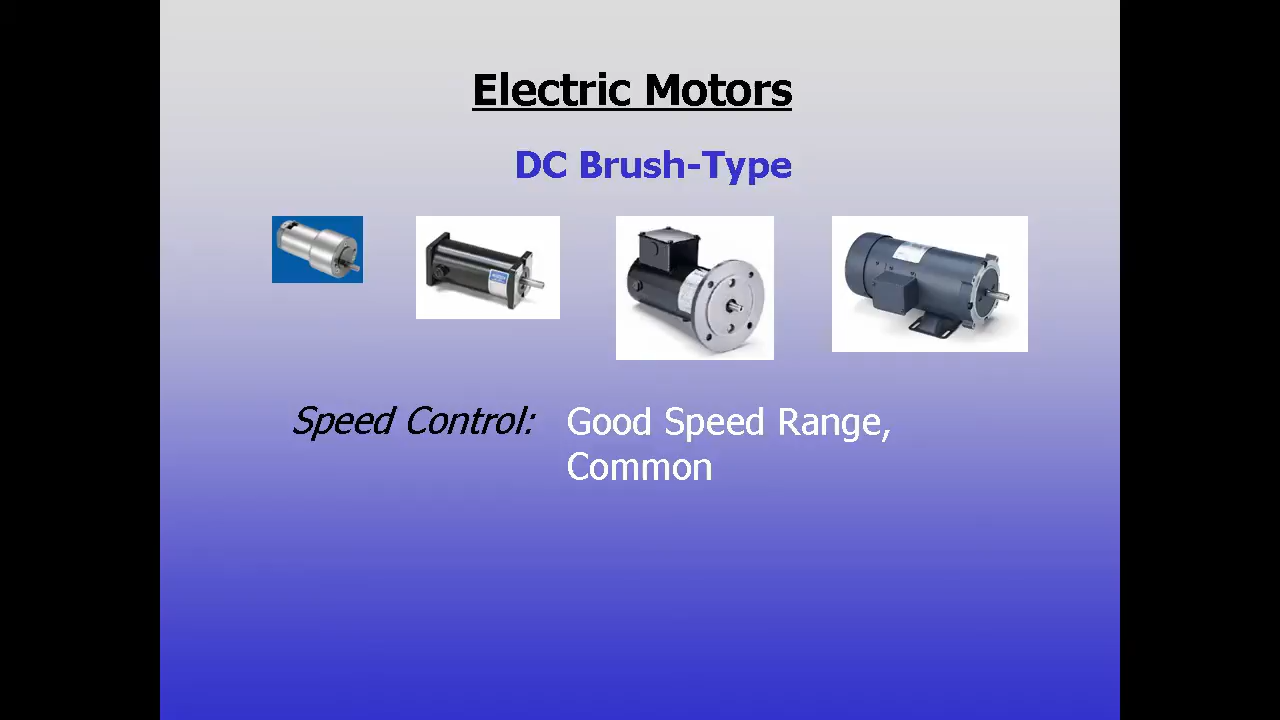 Electric Motors
DC Brush-Type
Speed Control: Good Speed Range,
Common